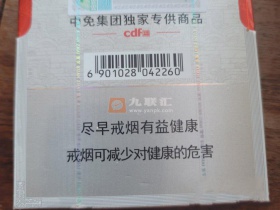 中免集团独家专供商品
cdf
6 901028 042260
九联汇
尽早戒烟有益健康
戒烟可减少对健康的危害